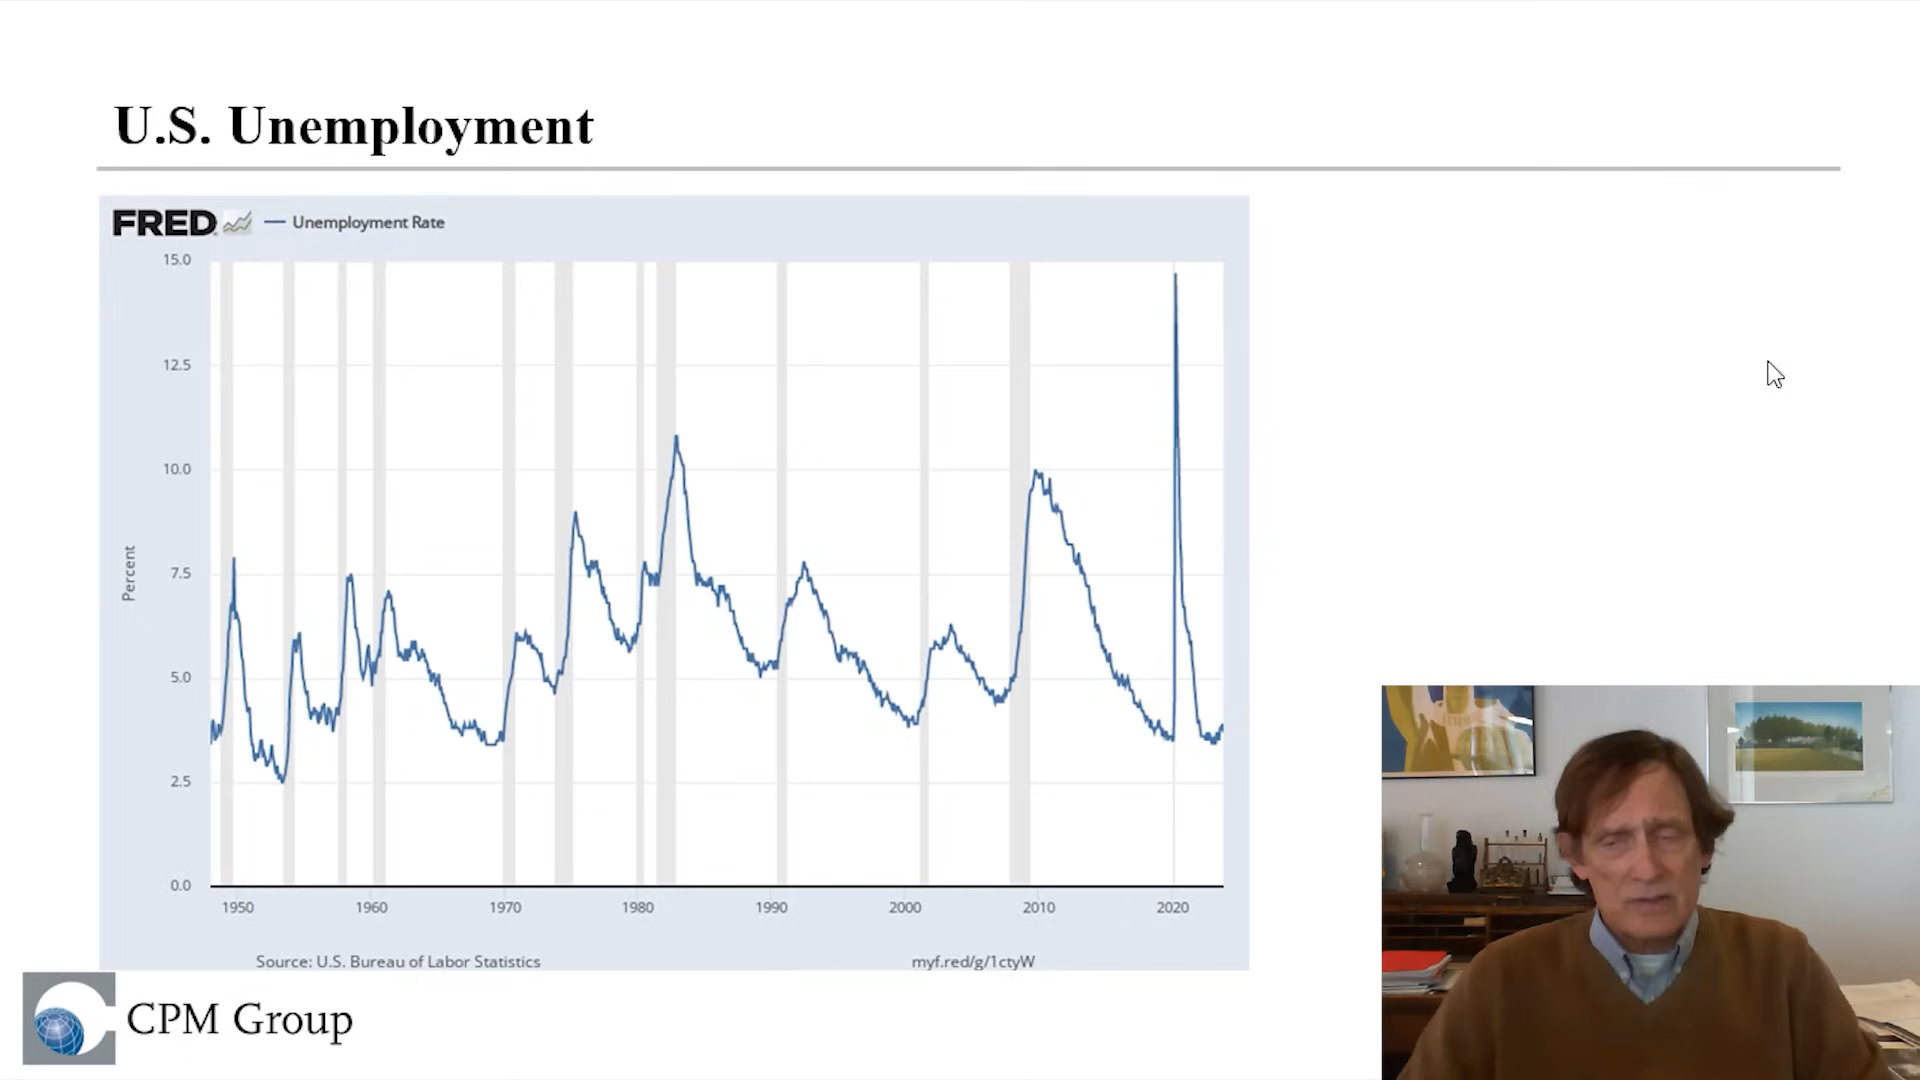 U.S. Unemployment
FRED
Unemployment Rate
15.0
12.5
10.0
7.5
5.0
2.5
0.0
Percent
1950
1960
1970
1980
1990
2000
2010
2020
Source: U.S. Bureau of Labor Statistics
myf.red/g/1ctyW
CPM Group